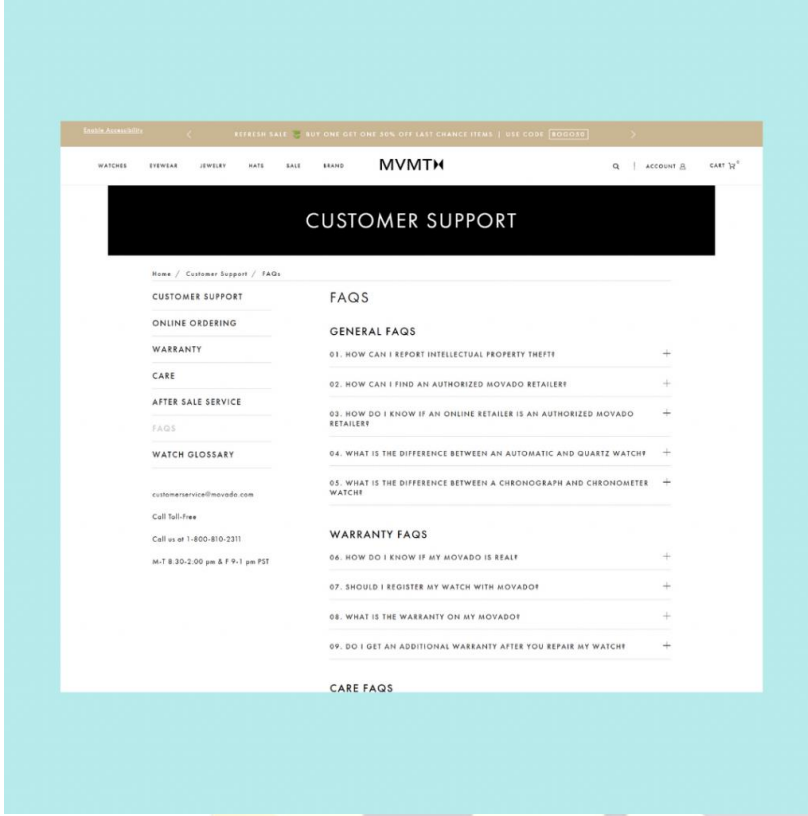 Enable Accessibility
REFRESH SALE BUY ONE GET ONE 50% OFF LAST CHANCE ITEMS | USE CODE BOGO50
WATCHES EYEWEAR JEWELRY HATS SALE BRAND MVMT ACCOUNT CART 0
CUSTOMER SUPPORT
Home / Customer Support / FAQs
CUSTOMER SUPPORT
ONLINE ORDERING
WARRANTY
CARE
AFTER SALE SERVICE
FAQS
WATCH GLOSSARY
customerservice@movado.com
Call Toll-Free
Call us at 1-800-810-2311
M-T 8:30-2:00 pm & F 9-1 pm PST
FAQS
GENERAL FAQS
01. HOW CAN I REPORT INTELLECTUAL PROPERTY THEFT?
02. HOW CAN I FIND AN AUTHORIZED MOVADO RETAILER?
03. HOW DO I KNOW IF AN ONLINE RETAILER IS AN AUTHORIZED MOVADO
RETAILER?
04. WHAT IS THE DIFFERENCE BETWEEN AN AUTOMATIC AND QUARTZ WATCH?
05. WHAT IS THE DIFFERENCE BETWEEN A CHRONOGRAPH AND CHRONOMETER
WATCH?
WARRANTY FAQS
06. HOW DO I KNOW IF MY MOVADO IS REAL?
07. SHOULD I REGISTER MY WATCH WITH MOVADO?
08. WHAT IS THE WARRANTY ON MY MOVADO?
09. DO I GET AN ADDITIONAL WARRANTY AFTER YOU REPAIR MY WATCH?
CARE FAQS